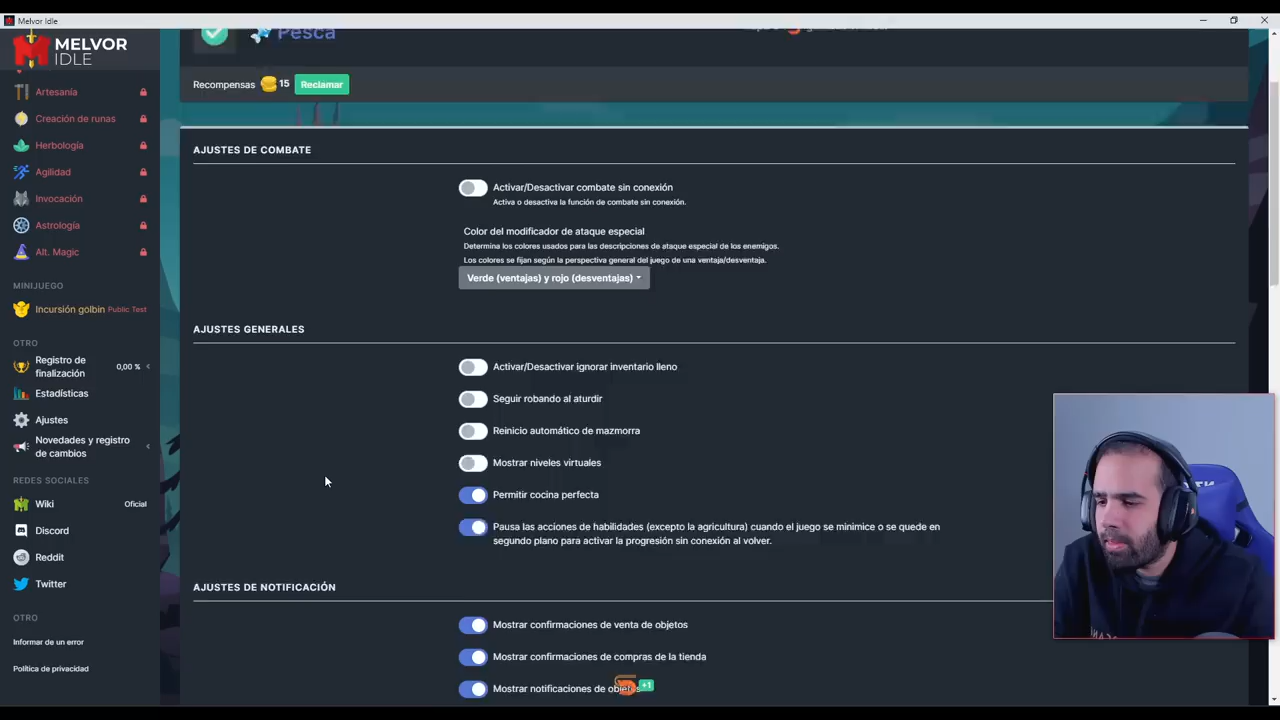 Melvor Idle
MELVOR
IDLE
Artesanía
Creación de runas
Herbología
Agilidad
Invocación
Astrología
Alt. Magic
MINIJUEGO
Incursión golbin Public Test
OTRO
Registro de
finalización
0,00 %
Estadísticas
Ajustes
Novedades y registro
de cambios
REDES SOCIALES
Wiki Oficial
Discord
Reddit
Twitter
OTRO
Informar de un error
Política de privacidad
Pesca
Recompensas 15 Reclamar
AJUSTES DE COMBATE
Activar/Desactivar combate sin conexión
Activa o desactiva la función de combate sin conexión.
Color del modificador de ataque especial
Determina los colores usados para las descripciones de ataque especial de los enemigos.
Los colores se fijan según la perspectiva general del juego de una ventaja/desventaja.
Verde (ventajas) y rojo (desventajas)
AJUSTES GENERALES
Activar/Desactivar ignorar inventario lleno
Seguir robando al aturdir
Reinicio automático de mazmorra
Mostrar niveles virtuales
Permitir cocina perfecta
Pausa las acciones de habilidades (excepto la agricultura) cuando el juego se minimice o se quede en
segundo plano para activar la progresión sin conexión al volver.
AJUSTES DE NOTIFICACIÓN
Mostrar confirmaciones de venta de objetos
Mostrar confirmaciones de compras de la tienda
Mostrar notificaciones de objetos
+1